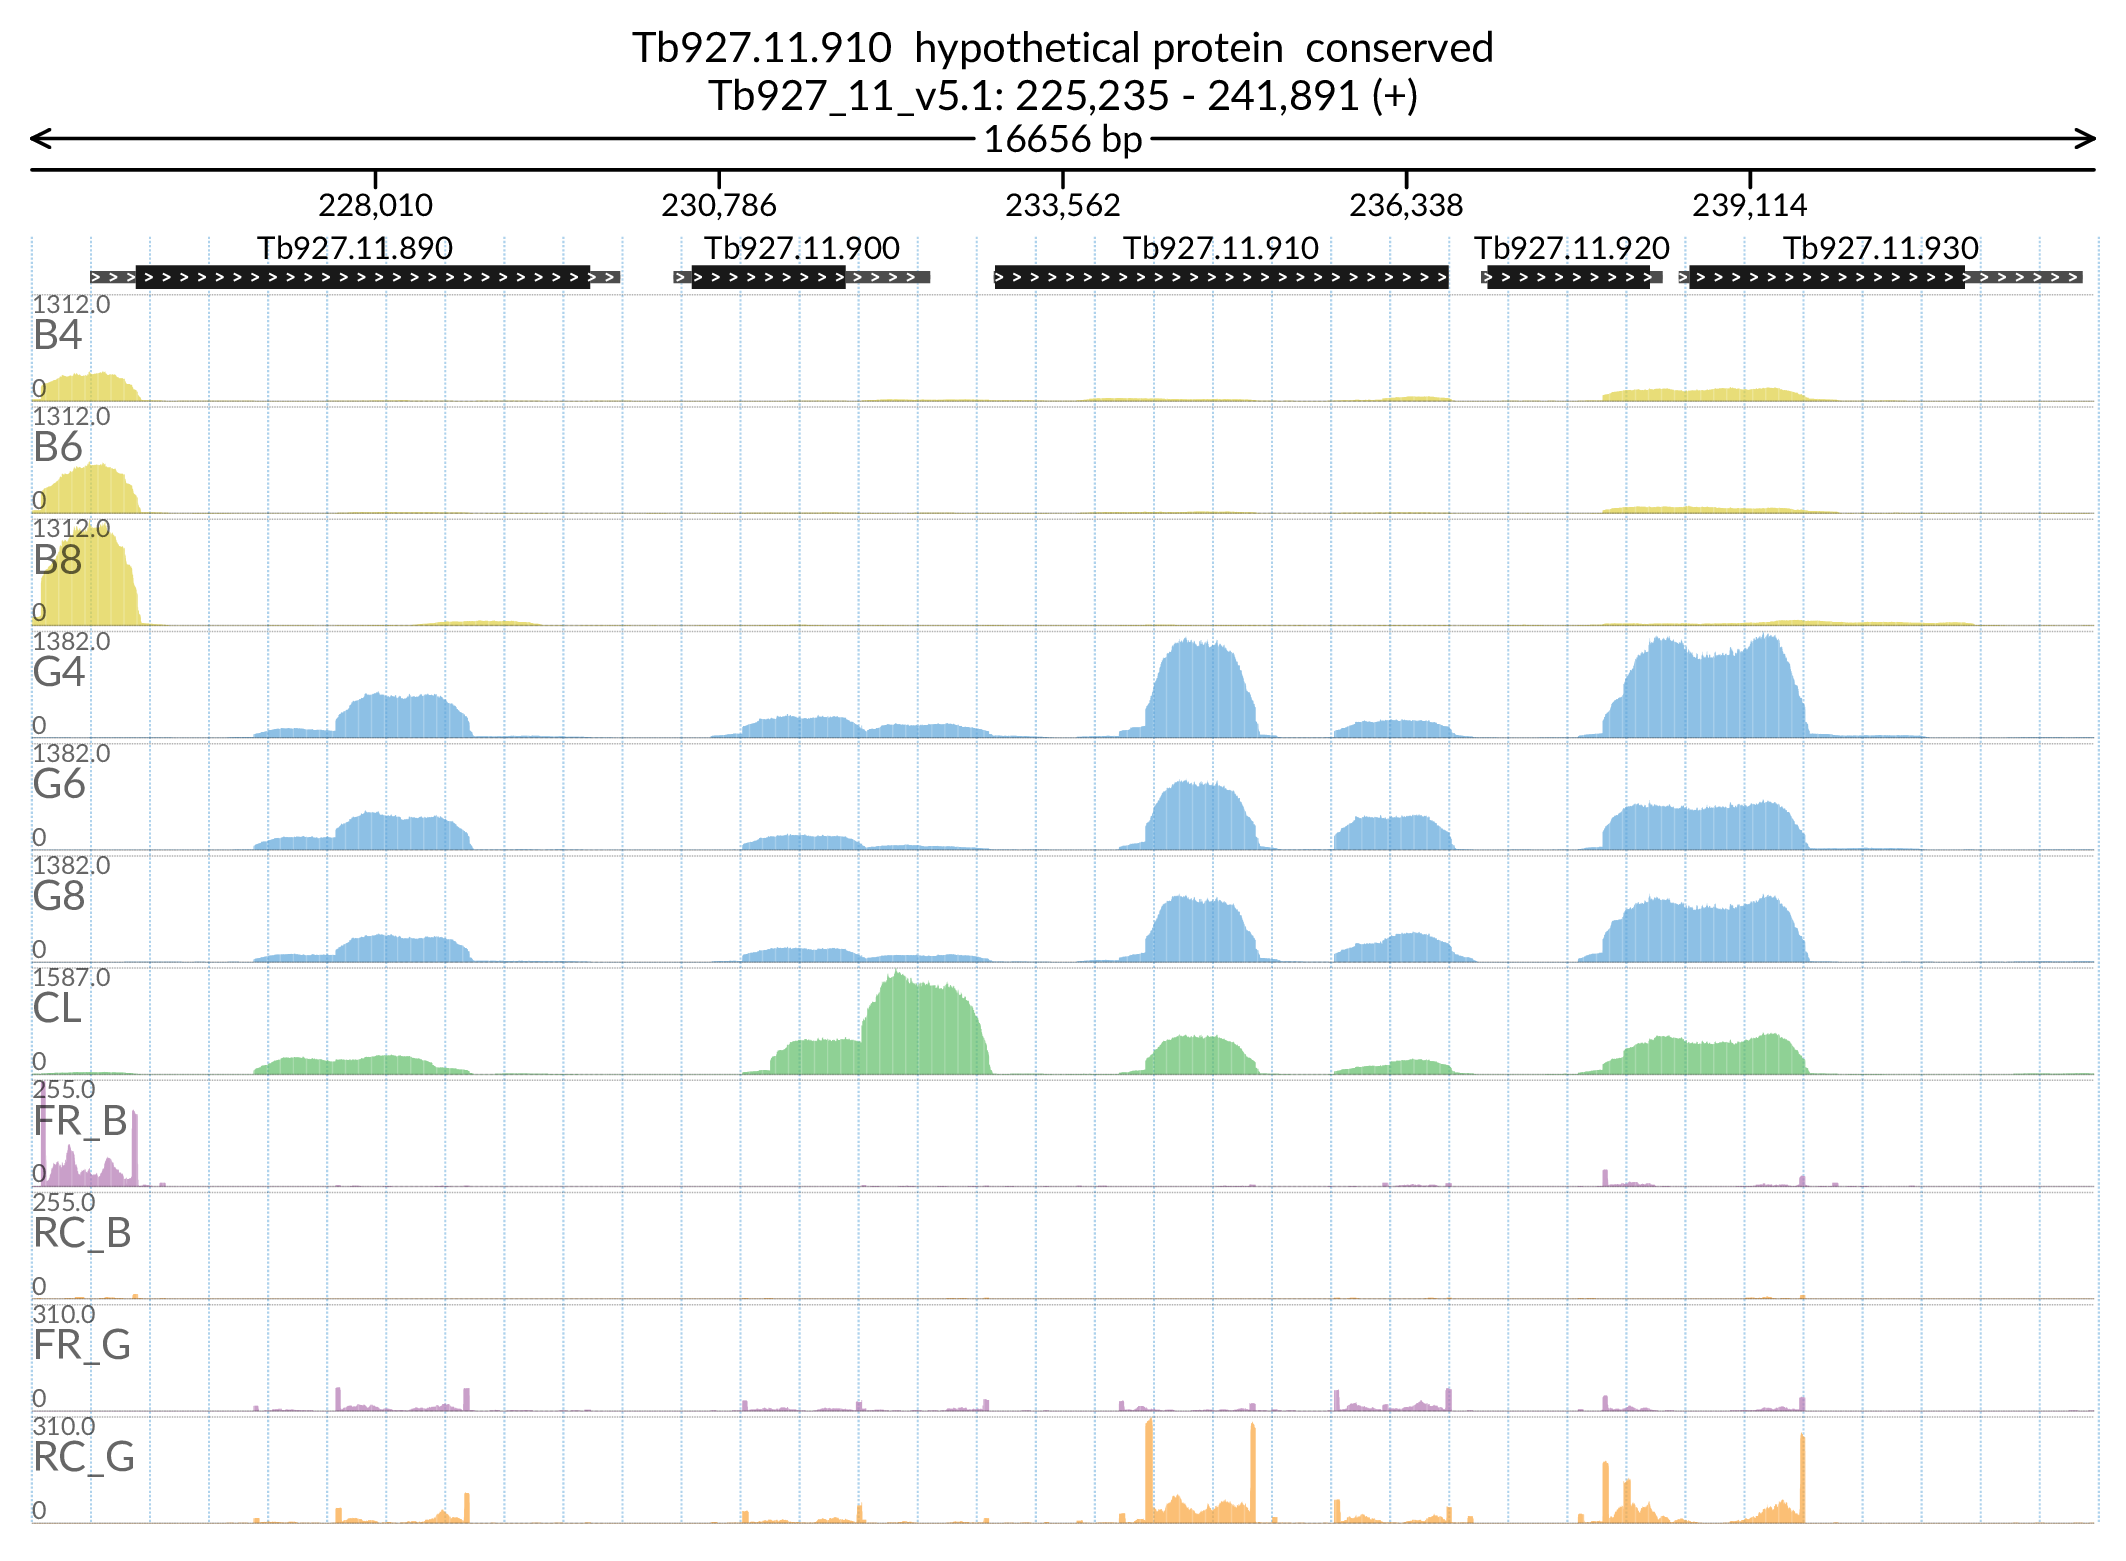 Tb927.11.910  hypothetical protein  conserved
Tb927_11_v5.1: 225,235 - 241,891 (+)
16656 bp
228,010 230,786 233,562 236,338 239,114
Tb927.11.890 Tb927.11.900 Tb927.11.910 Tb927.11.920 Tb927.11.930
1312.0
B4
0
1312.0
B6
0
1312.0
B8
0
1382.0
G4
0
1382.0
G6
0
1382.0
G8
0
1587.0
CL
0
255.0
FR_B
0
255.0
RC_B
0
310.0
FR_G
0
310.0
RC_G
0